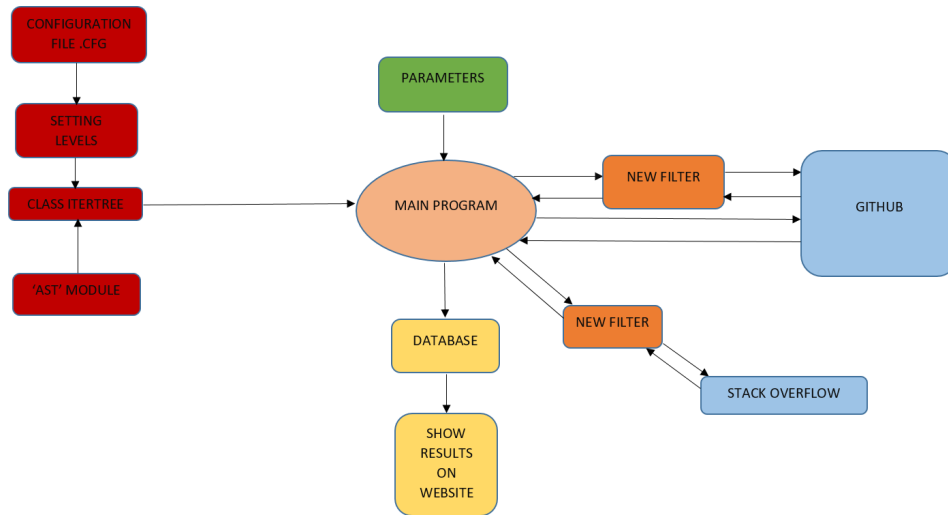 CONFIGURATION
FILE .CFG
SETTING
LEVELS
CLASS ITERTREE
‘AST’ MODULE
PARAMETERS
MAIN PROGRAM
NEW FILTER
GITHUB
NEW FILTER
STACK OVERFLOW
DATABASE
SHOW
RESULTS
ON
WEBSITE